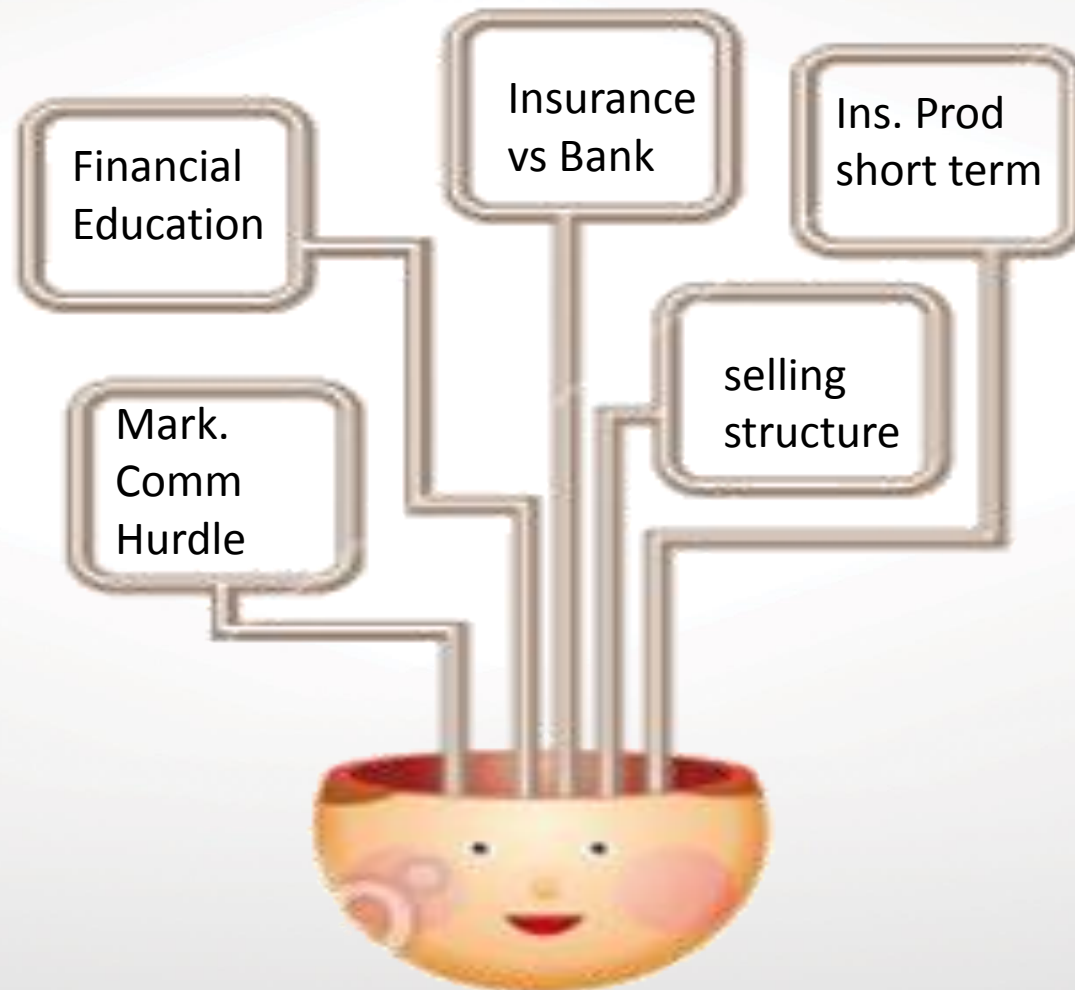 Financial
Education
Insurance
vs Bank
Ins. Prod
short term
Mark.
Comm
Hurdle
selling
structure